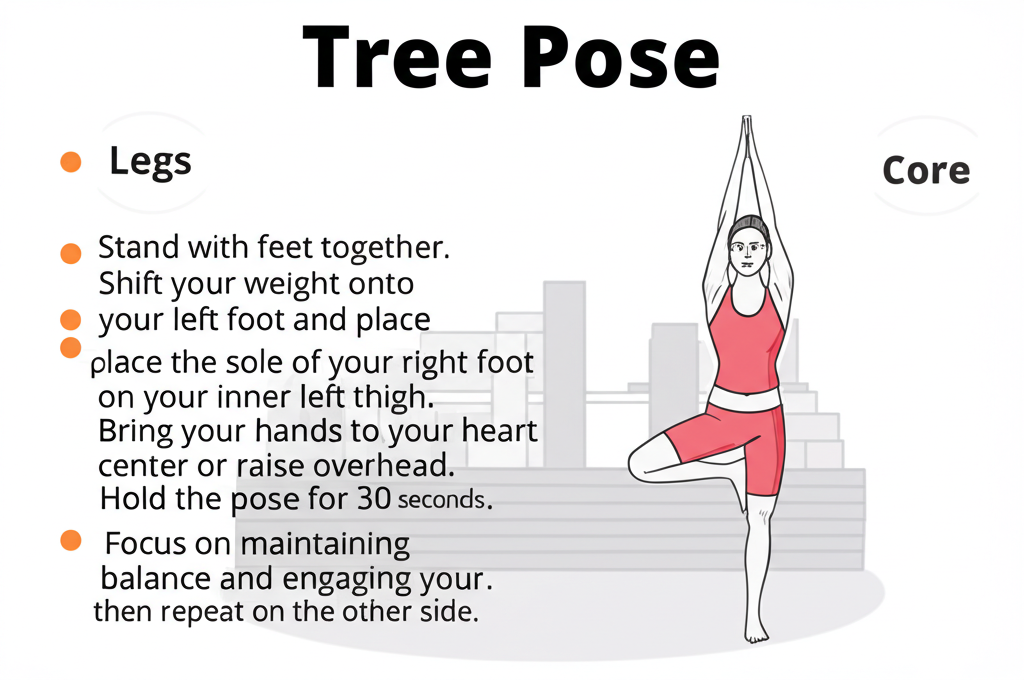 Tree Pose
Legs
Core
Stand with feet together.
Shift your weight onto
your left foot and place
place the sole of your right foot
on your inner left thigh.
Bring your hands to your heart
center or raise overhead.
Hold the pose for 30 seconds.
Focus on maintaining
balance and engaging your.
then repeat on the other side.